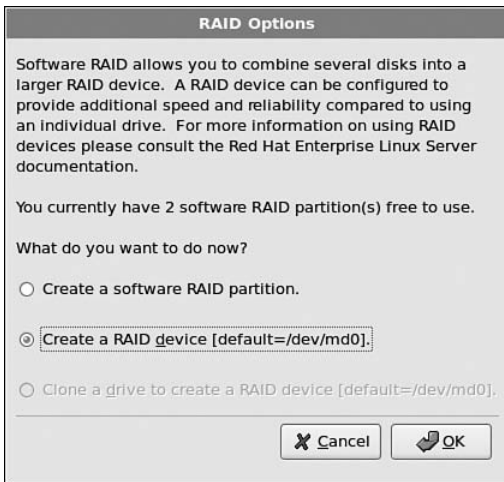 RAID Options
Software RAID allows you to combine several disks into a
larger RAID device. A RAID device can be configured to
provide additional speed and reliability compared to using
an individual drive. For more information on using RAID
devices please consult the Red Hat Enterprise Linux Server
documentation.
You currently have 2 software RAID partition(s) free to use.
What do you want to do now?
Create a software RAID partition.
Create a RAID device [default=/dev/md0].
Clone a drive to create a RAID device [default=/dev/md0].
Cancel OK